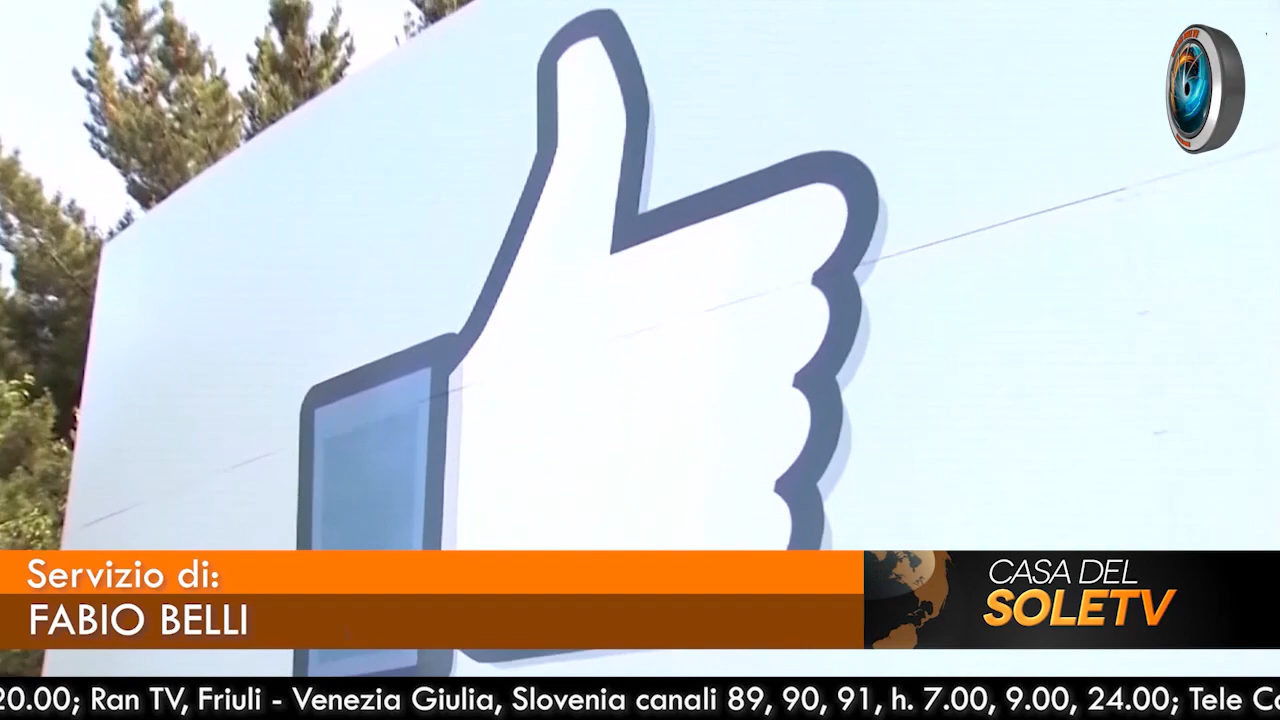 Servizio di:
FABIO BELLI
CASA DEL
SOLETV
20.00; Ran TV, Friuli - Venezia Giulia, Slovenia canali 89, 90, 91, h. 7.00, 9.00, 24.00; Tele